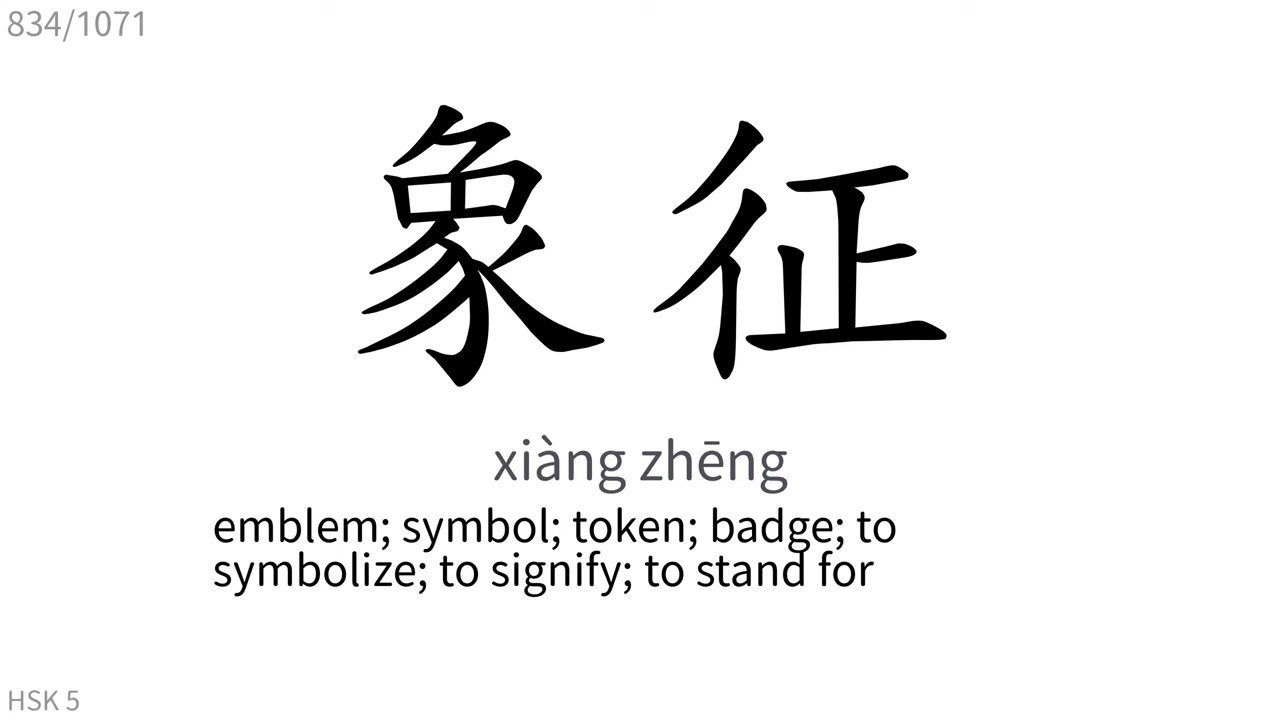 834/1071
象征
xiàng zhēng
emblem; symbol; token; badge; to
symbolize; to signify; to stand for
HSK 5